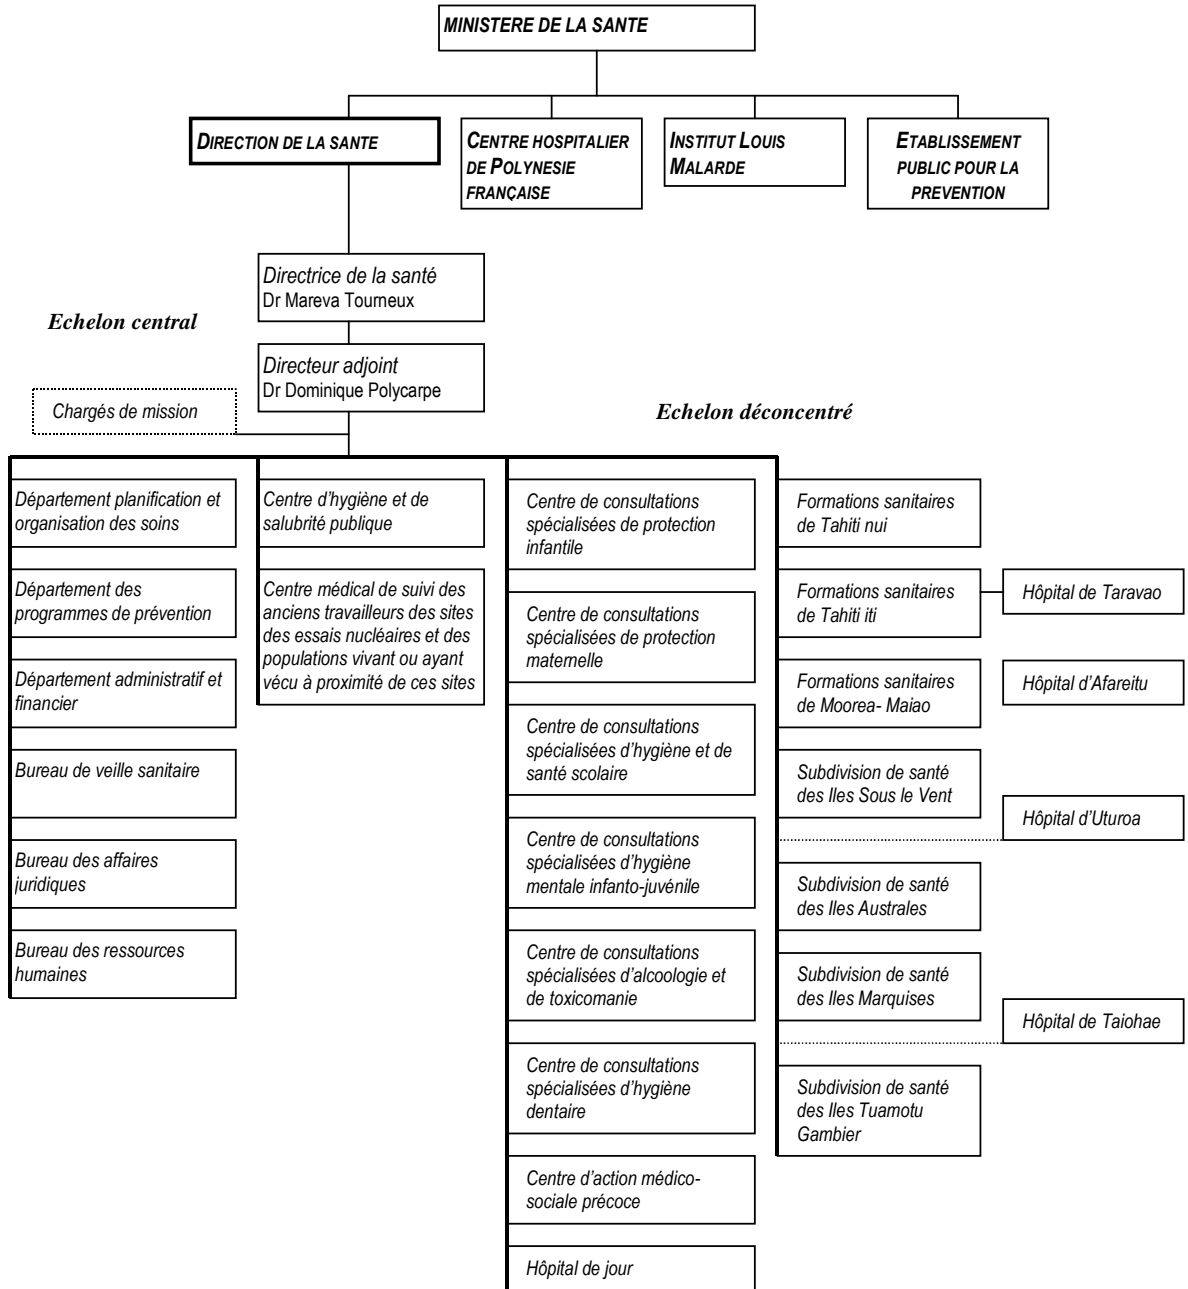 MINISTERE DE LA SANTE
DIRECTION DE LA SANTE
CENTRE HOSPITALIER
DE POLYNESIE
FRANÇAISE
INSTITUT LOUIS
MALARDE
ETABLISSEMENT
PUBLIC POUR LA
PREVENTION
Directrice de la santé
Dr Mareva Tourneux
Echelon central
Directeur adjoint
Dr Dominique Polycarpe
Chargés de mission
Echelon déconcentré
Département planification et
organisation des soins
Département des
programmes de prévention
Département administratif et
financier
Bureau de veille sanitaire
Bureau des affaires
juridiques
Bureau des ressources
humaines
Centre d'hygiène et de
salubrité publique
Centre médical de suivi des
anciens travailleurs des sites
des essais nucléaires et des
populations vivant ou ayant
vécu à proximité de ces sites
Centre de consultations
spécialisées de protection
infantile
Centre de consultations
spécialisées de protection
maternelle
Centre de consultations
spécialisées d'hygiène et de
santé scolaire
Centre de consultations
spécialisées d'hygiène
mentale infanto-juvénile
Centre de consultations
spécialisées d'alcoologie et
de toxicomanie
Centre de consultations
spécialisées d'hygiène
dentaire
Centre d'action médico-
sociale précoce
Hôpital de jour
Formations sanitaires
de Tahiti nui
Formations sanitaires
de Tahiti iti
Formations sanitaires
de Moorea- Maiao
Subdivision de santé
des Iles Sous le Vent
Subdivision de santé
des Iles Australes
Subdivision de santé
des Iles Marquises
Subdivision de santé
des Iles Tuamotu
Gambier
Hôpital de Taravao
Hôpital d'Afareitu
Hôpital d'Uturoa
Hôpital de Taiohae